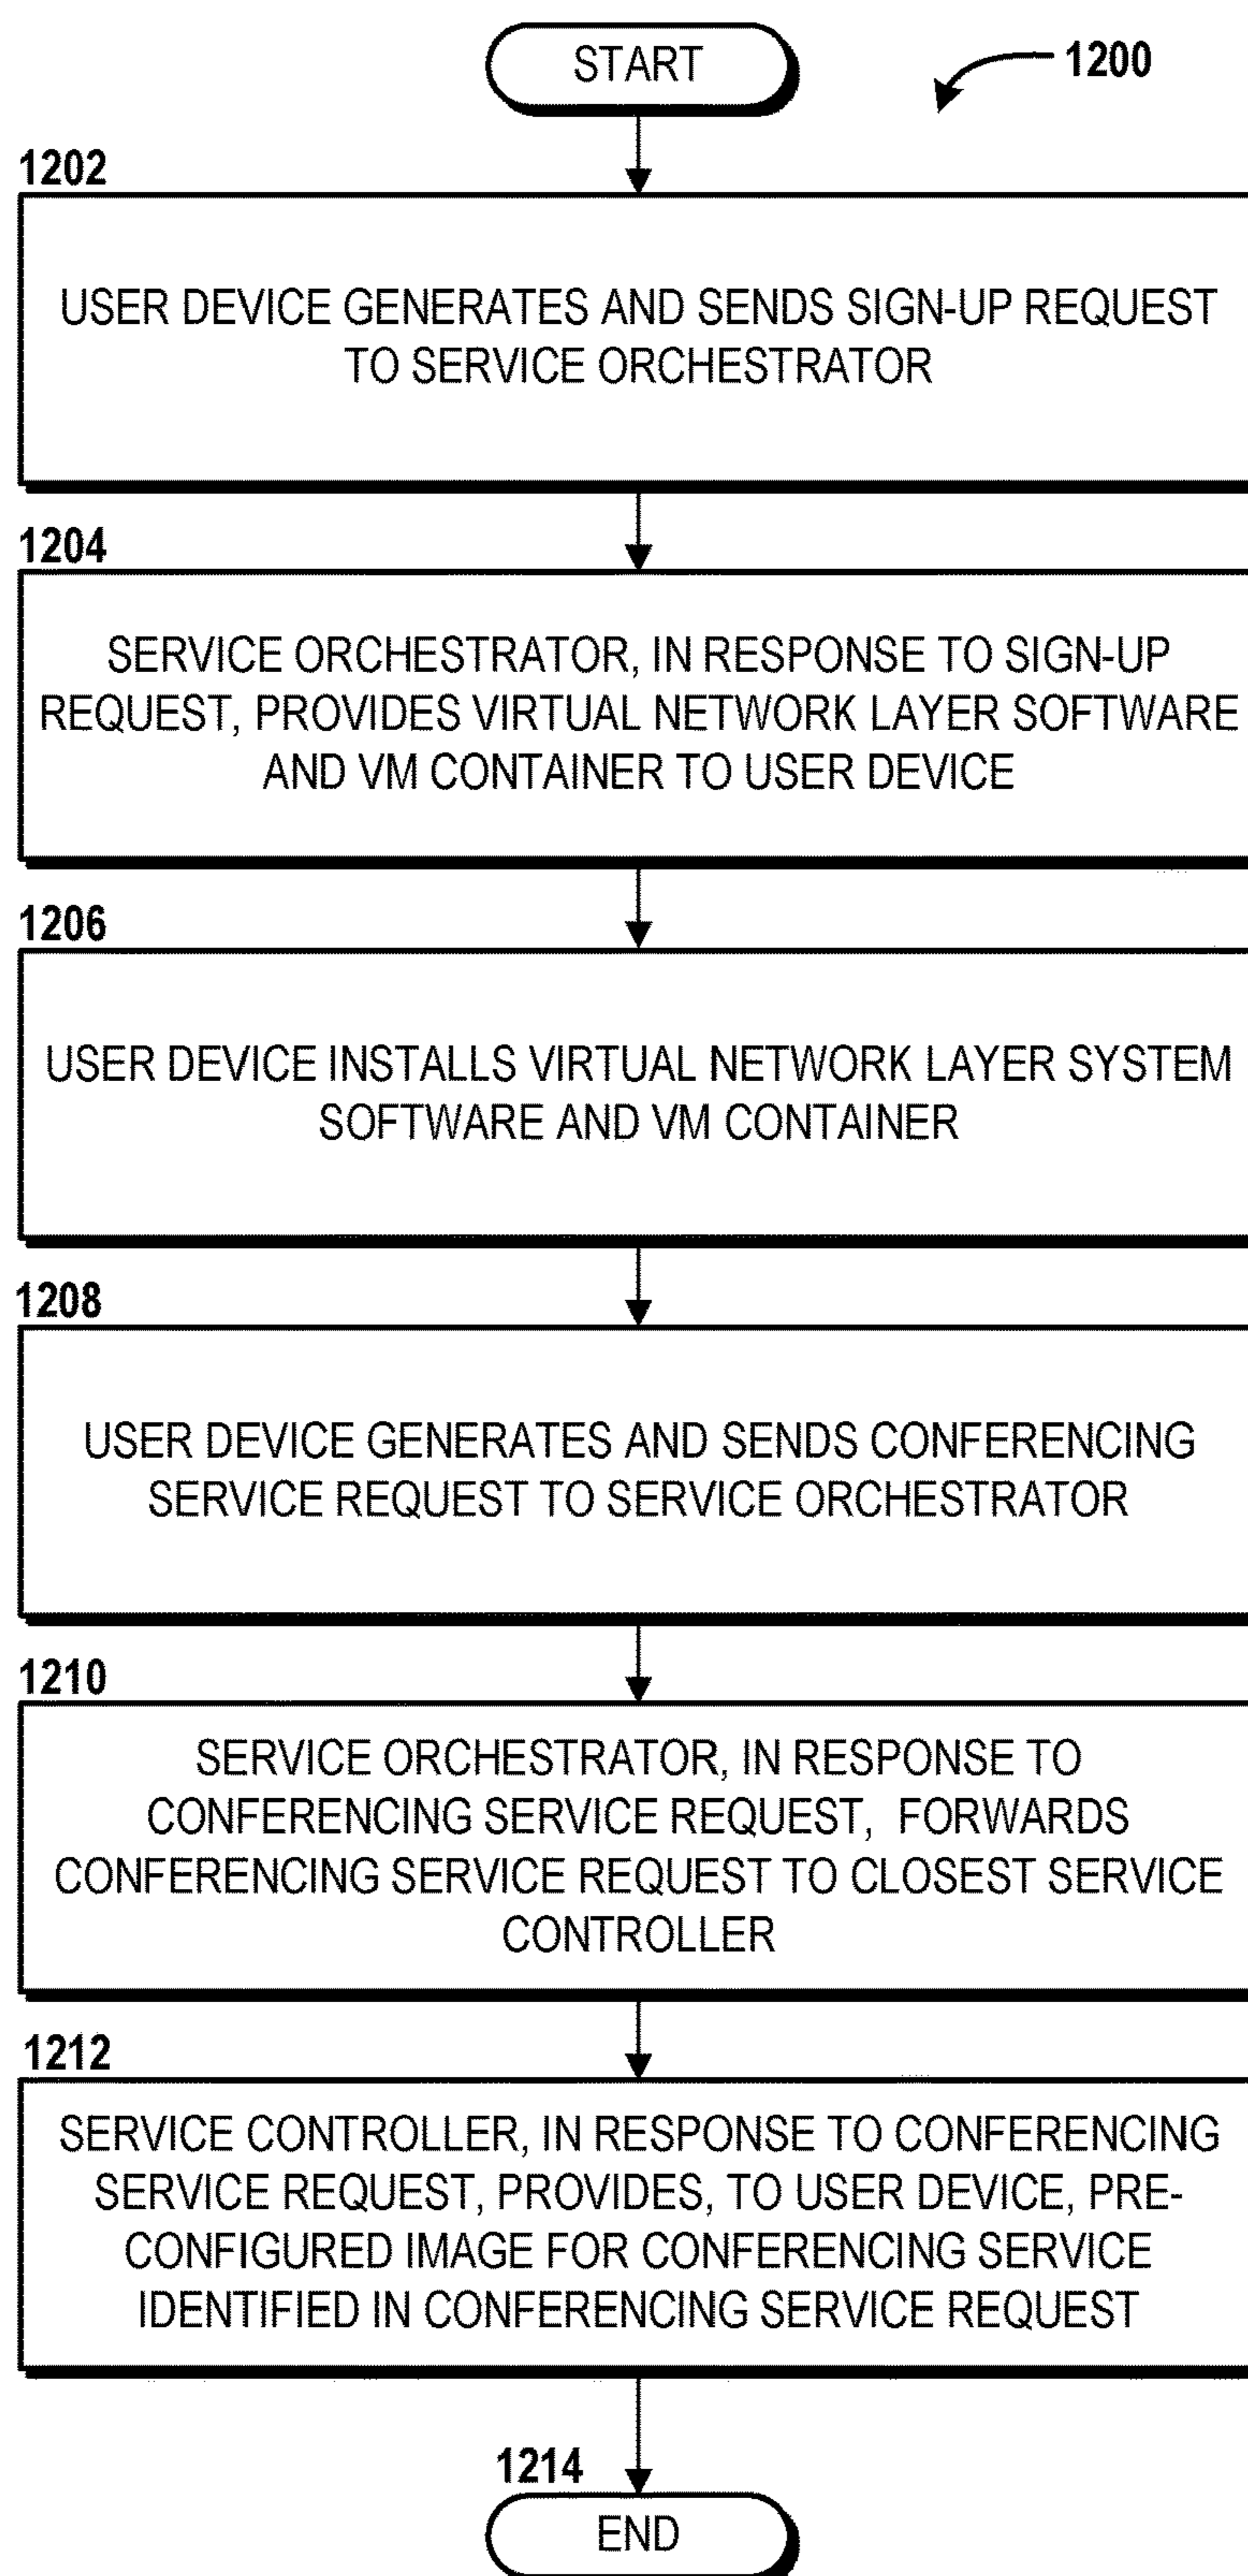 START
1200
1202
USER DEVICE GENERATES AND SENDS SIGN-UP REQUEST
TO SERVICE ORCHESTRATOR
1204
SERVICE ORCHESTRATOR, IN RESPONSE TO SIGN-UP
REQUEST, PROVIDES VIRTUAL NETWORK LAYER SOFTWARE
AND VM CONTAINER TO USER DEVICE
1206
USER DEVICE INSTALLS VIRTUAL NETWORK LAYER SYSTEM
SOFTWARE AND VM CONTAINER
1208
USER DEVICE GENERATES AND SENDS CONFERENCING
SERVICE REQUEST TO SERVICE ORCHESTRATOR
1210
SERVICE ORCHESTRATOR, IN RESPONSE TO
CONFERENCING SERVICE REQUEST, FORWARDS
CONFERENCING SERVICE REQUEST TO CLOSEST SERVICE
CONTROLLER
1212
SERVICE CONTROLLER, IN RESPONSE TO CONFERENCING
SERVICE REQUEST, PROVIDES, TO USER DEVICE, PRE-
CONFIGURED IMAGE FOR CONFERENCING SERVICE
IDENTIFIED IN CONFERENCING SERVICE REQUEST
1214
END